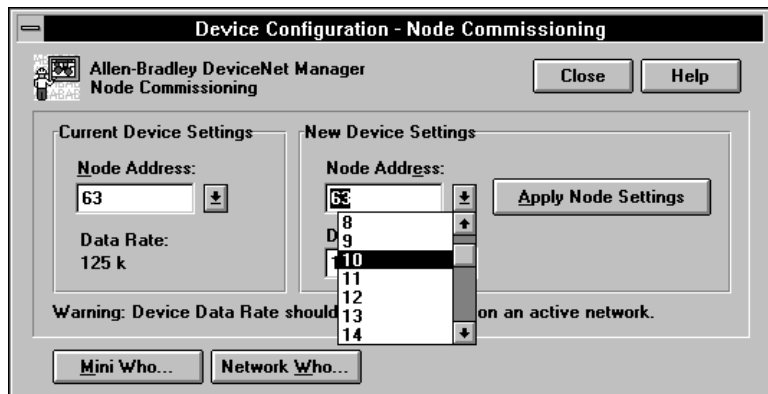 Device Configuration - Node Commissioning
Allen-Bradley DeviceNet Manager
Node Commissioning
Close
Help
Current Device Settings
New Device Settings
Node Address:
63
Data Rate:
125 k
Node Address:
63
8
9
10
11
12
13
14
D
1
Apply Node Settings
Warning: Device Data Rate should
on an active network.
Mini Who...
Network Who...